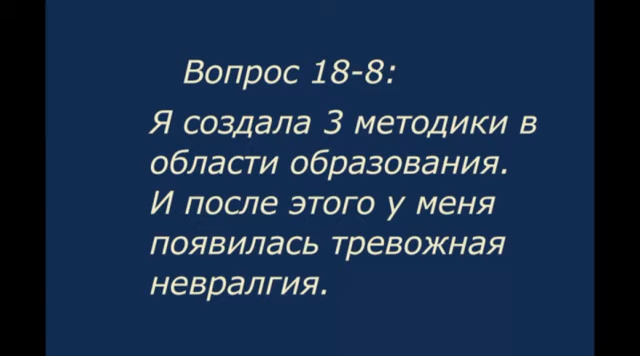 Вопрос 18-8:
Я создала 3 методики в
области образования.
И после этого у меня
появилась тревожная
невралгия.